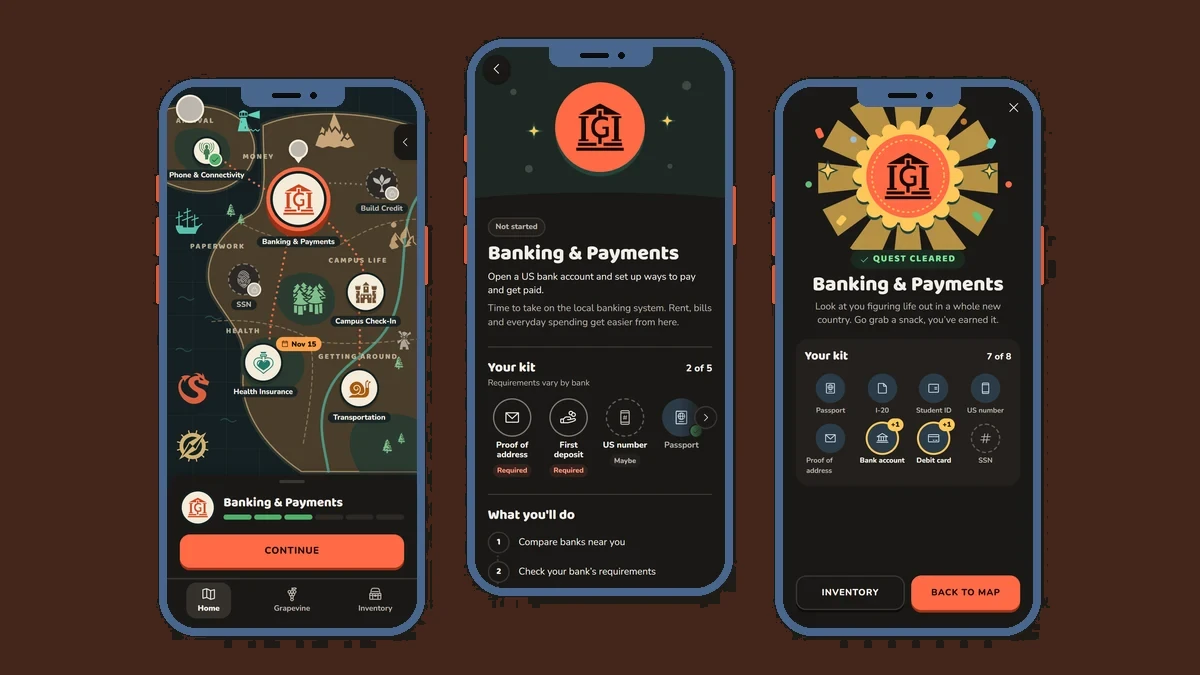 ARRIVAL
MONEY
Phone & Connectivity
Build Credit
Banking & Payments
PAPERWORK
CAMPUS LIFE
SSN
Campus Check-In
HEALTH
Nov 15
GETTING AROUND
Health Insurance
Transportation
Banking & Payments
CONTINUE
Home
Grapevine
Inventory
Not started
Banking & Payments
Open a US bank account and set up ways to pay
and get paid.
Time to take on the local banking system. Rent, bills
and everyday spending get easier from here.
Your kit
2 of 5
Requirements vary by bank
Proof of
address
First
deposit
US number
Passport
Required
Required
Maybe
What you'll do
1 Compare banks near you
2 Check your bank's requirements
QUEST CLEARED
Banking & Payments
Look at you figuring life out in a whole new
country. Go grab a snack, you've earned it.
Your kit
7 of 8
Passport
I-20
Student ID
US number
+1
+1
Proof of
address
Bank account
Debit card
#
SSN
INVENTORY
BACK TO MAP